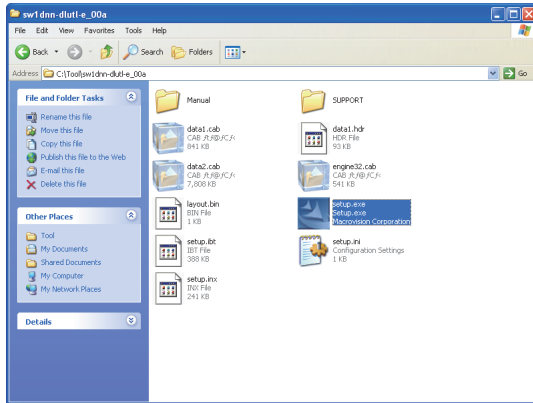 sw1dnn-dlutl-e_00a
File Edit View Favorites Tools Help
Back Search Folders
Address C:\Tool\sw1dnn-dlutl-e_00a Go
File and Folder Tasks
Rename this file
Move this file
Copy this file
Publish this file to the Web
E-mail this file
Delete this file
Other Places
Tool
My Documents
Shared Documents
My Computer
My Network Places
Details
Manual
SUPPORT
data1.cab
CAB
841 KB
data1.hdr
HDR File
93 KB
data2.cab
CAB
7,808 KB
engine32.cab
CAB
541 KB
layout.bin
BIN File
1 KB
setup.exe
Setup.exe
Macrovision Corporation
setup.ibt
IBT File
388 KB
setup.ini
Configuration Settings
1 KB
setup.inx
INX File
241 KB